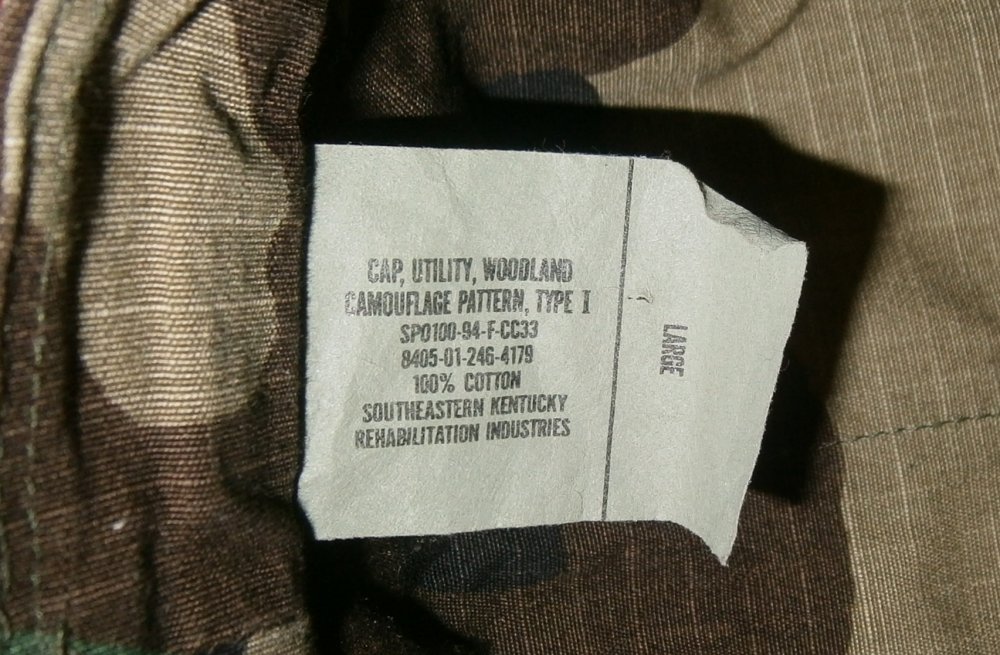 CAP, UTILITY, WOODLAND
CAMOUFLAGE PATTERN, TYPE I
SPO100-94-F-CC33
8405-01-246-4179
100% COTTON
SOUTHEASTERN KENTUCKY
REHABILITATION INDUSTRIES
LARGE